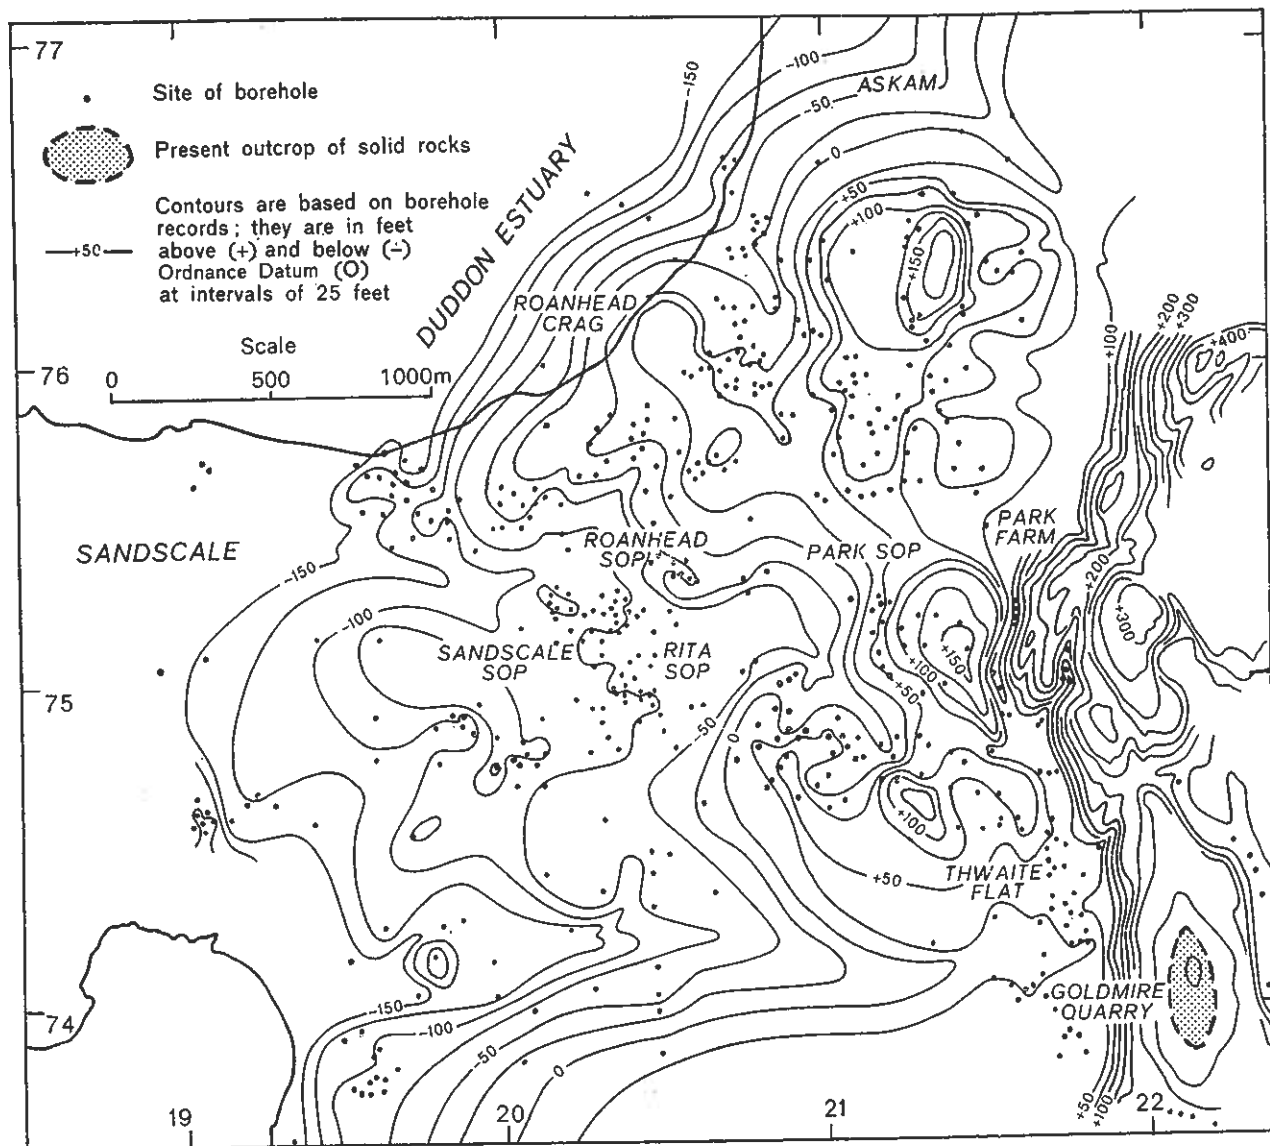 77
Site of borehole
Present outcrop of solid rocks
Contours are based on borehole
records; they are in feet
above (+) and below (-)
Ordnance Datum (O)
at intervals of 25 feet
+50
Scale
0 500 1000m
76
75
74
19
20
21
22
DUDDON ESTUARY
ASKAM
ROANHEAD
CRAG
SANDSCALE
ROANHEAD
SOP
PARK SOP
PARK
FARM
SANDSCALE
SOP
RITA
SOP
THWAITE
FLAT
GOLDMIRE
QUARRY
-150
-100
-50
0
+50
+100
+150
+100
+200
+300
+400
+200
+300
-150
-100
+150
+100
+50
-50
0
+100
+50
-150
-100
-50
0
+50
+100